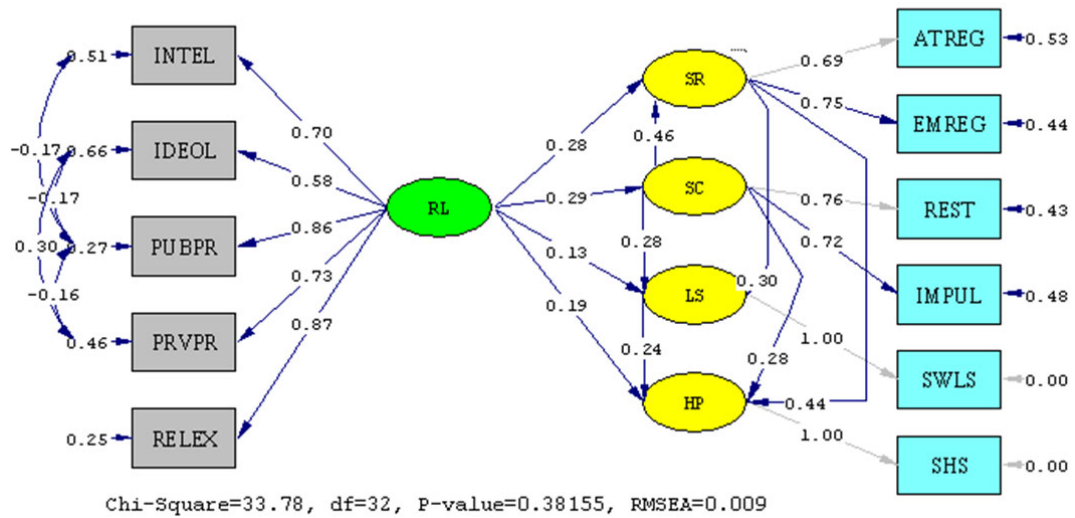 0.51
INTEL
0.66
IDEOL
0.27
PUBPR
0.46
PRVPR
0.25
RELEX
-0.17
-0.17
0.30
-0.16
0.70
0.58
0.86
0.73
0.87
RL
0.28
0.29
0.13
0.19
SR
0.46
SC
0.28
LS
0.24
HP
0.30
0.28
0.44
0.69
0.75
0.76
0.72
1.00
1.00
ATREG
0.53
EMREG
0.44
REST
0.43
IMPUL
0.48
SWLS
0.00
SHS
0.00
Chi-Square=33.78, df=32, P-value=0.38155, RMSEA=0.009